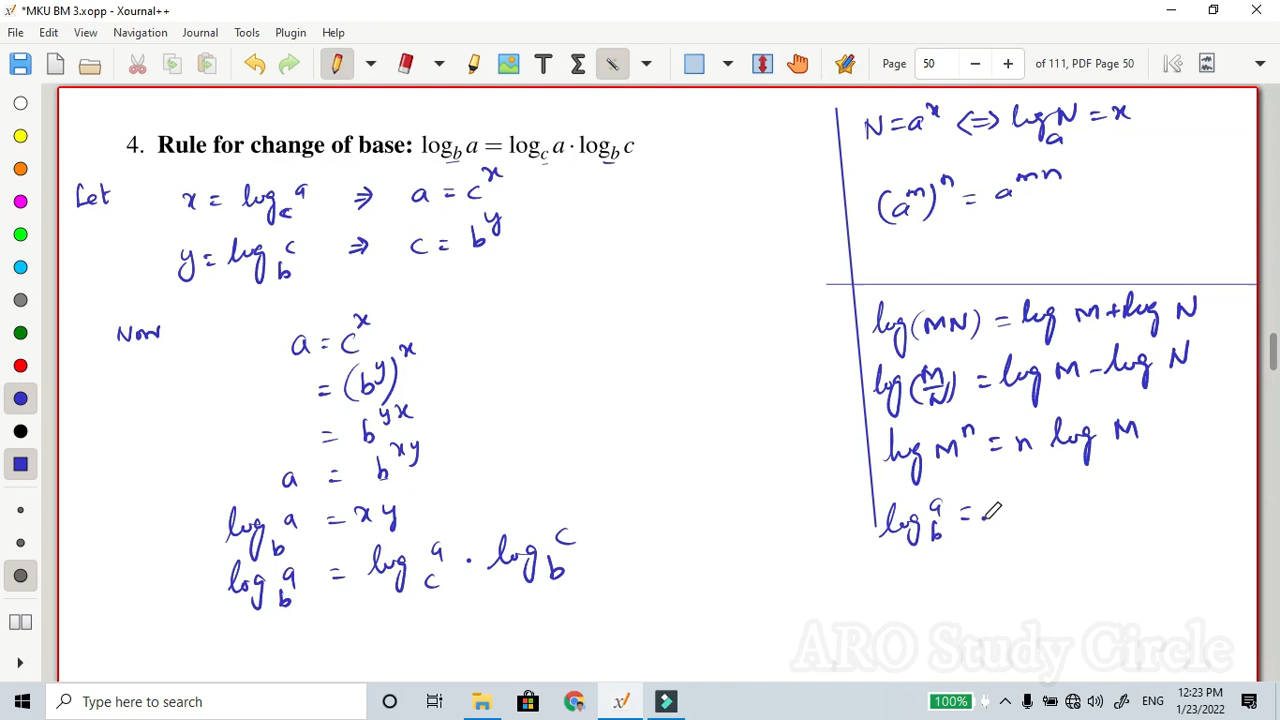 *MKU BM 3.xopp - Xournal++
File Edit View Navigation Journal Tools Plugin Help
Page 50 of 111, PDF Page 50
4. Rule for change of base: log_b a = log_c a · log_b c
Let x = log_c a ⇒ a = c^x
y = log_b c ⇒ c = b^y
Now a = c^x
= (b^y)^x
= b^{yx}
a = b^{xy}
log_b a = xy
log_b a = log_c a · log_b c
N = a^x ⇔ log_a N = x
(a^m)^n = a^{mn}
log(MN) = log M + log N
log(M/N) = log M - log N
log M^n = n log M
log_b a =
ARO Study Circle
Type here to search
100%
ENG
12:23 PM
1/23/2022